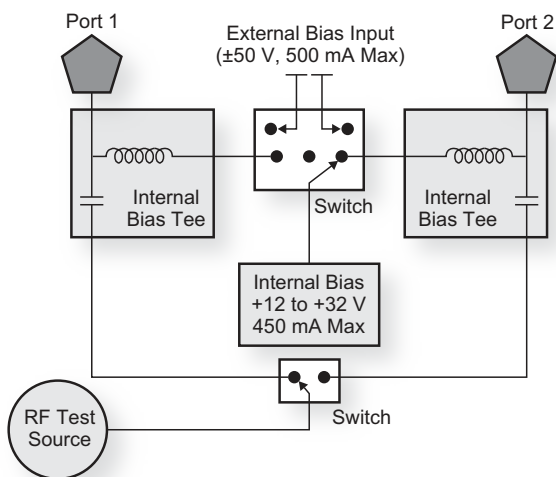 Port 1
External Bias Input
(±50 V, 500 mA Max)
Port 2
Internal
Bias Tee
Switch
Internal
Bias Tee
Internal Bias
+12 to +32 V
450 mA Max
RF Test
Source
Switch